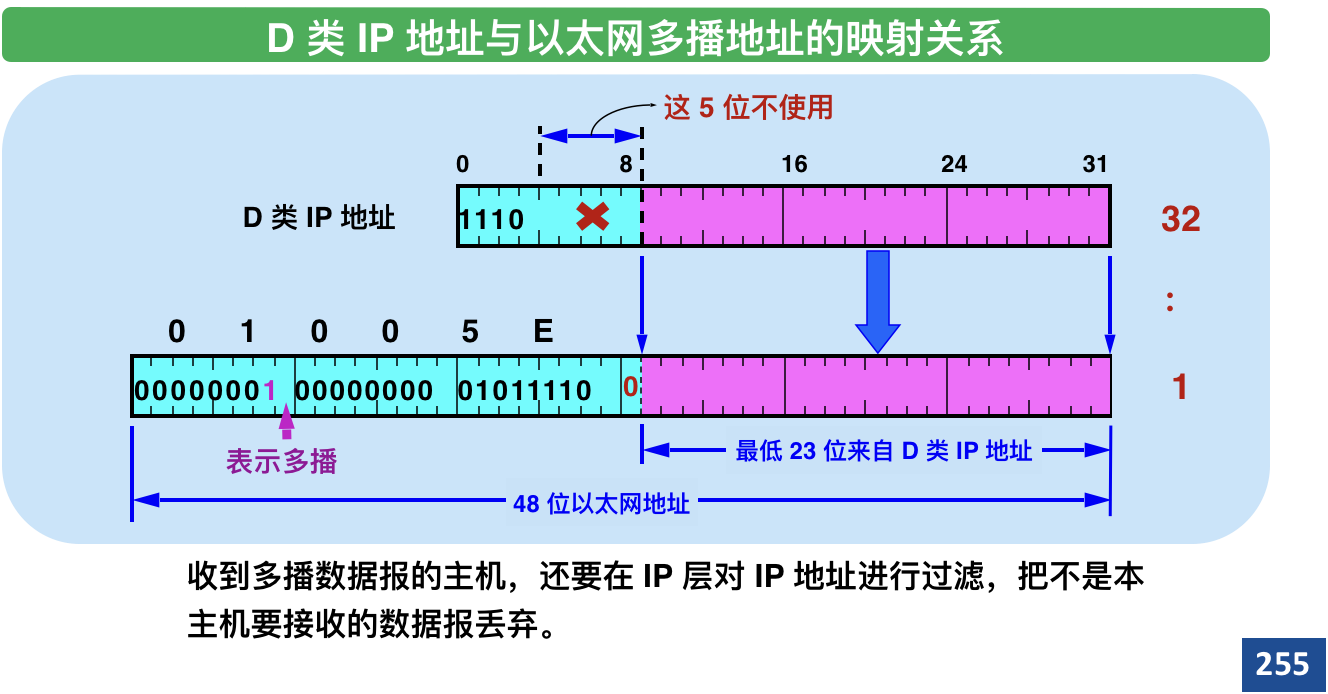 D 类 IP 地址与以太网多播地址的映射关系
这 5 位不使用
0 8 16 24 31
D 类 IP 地址
1110
32
:
1
0 1 0 0 5 E
00000001 00000000 01011110 0
表示多播
最低 23 位来自 D 类 IP 地址
48 位以太网地址
收到多播数据报的主机，还要在 IP 层对 IP 地址进行过滤，把不是本
主机要接收的数据报丢弃。
255